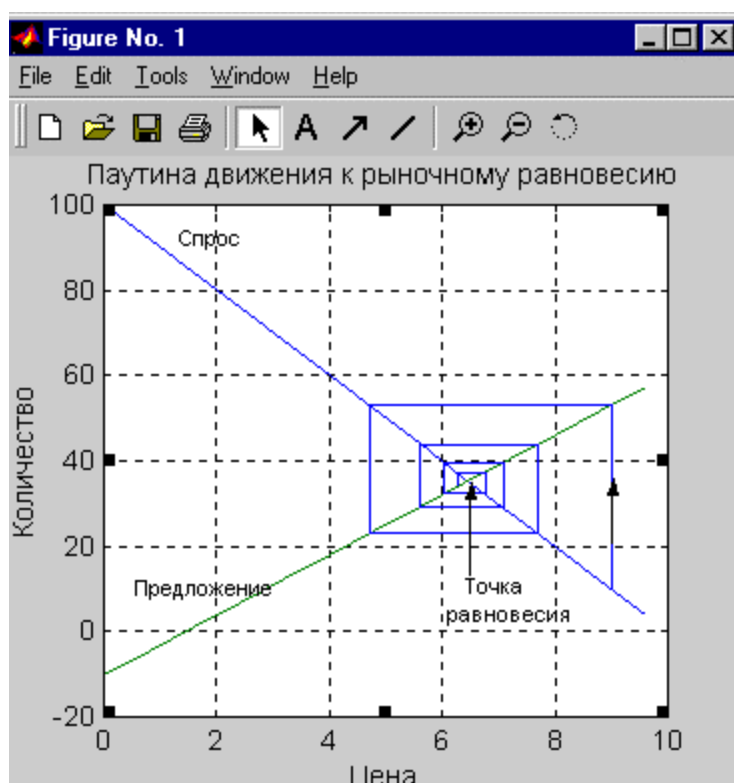 Figure No. 1
File Edit Tools Window Help
A
Паутина движения к рыночному равновесию
100
80
60
40
20
0
-20
Количество
Спрос
Предложение
Точка
равновесия
0 2 4 6 8 10
Цена